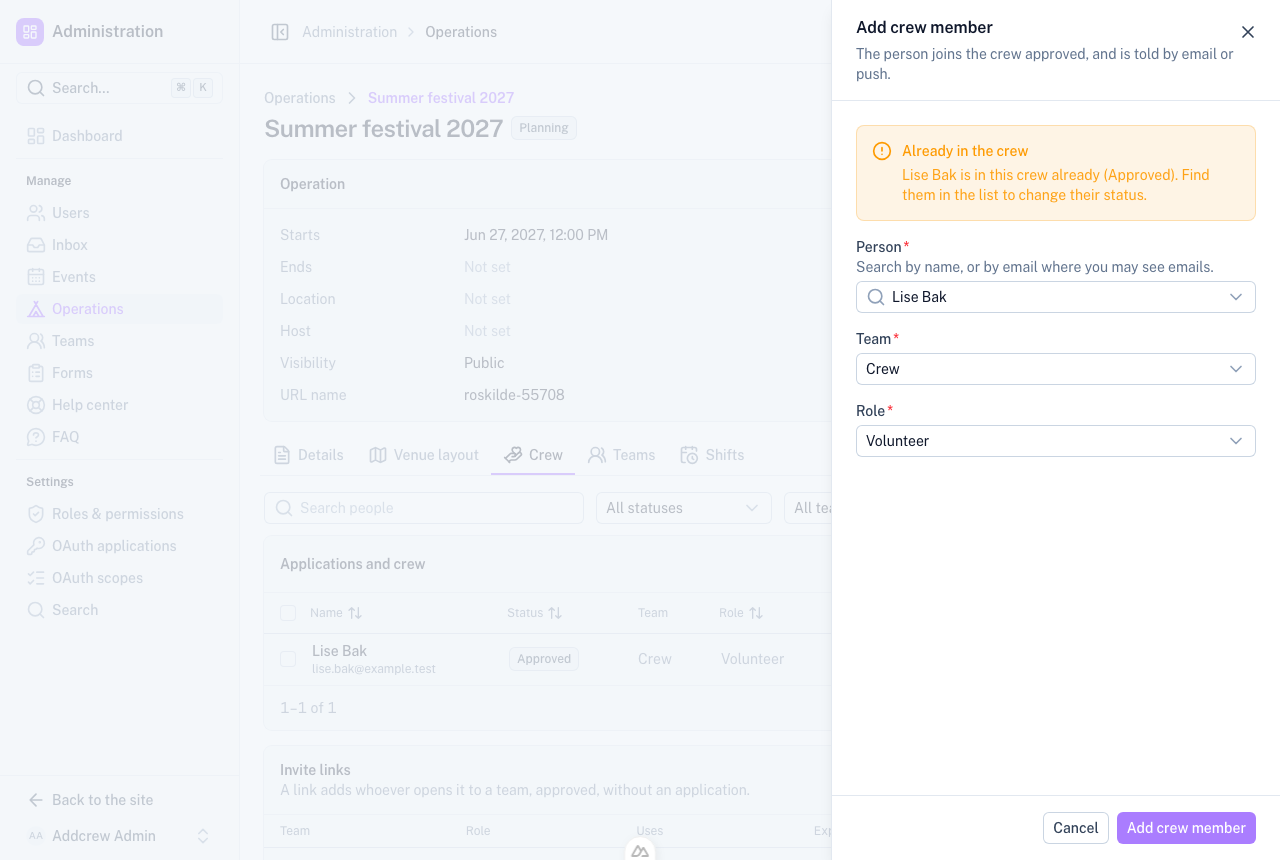 Administration
Search...
⌘ K
Dashboard
Manage
Users
Inbox
Events
Operations
Teams
Forms
Help center
FAQ
Settings
Roles & permissions
OAuth applications
OAuth scopes
Search
Back to the site
AA Addcrew Admin
Administration > Operations
Operations > Summer festival 2027
Summer festival 2027 Planning
Operation
Starts Jun 27, 2027, 12:00 PM
Ends Not set
Location Not set
Host Not set
Visibility Public
URL name roskilde-55708
Details Venue layout Crew Teams Shifts
Search people All statuses All tea
Applications and crew
Name Status Team Role
Lise Bak Approved Crew Volunteer
lise.bak@example.test
1–1 of 1
Invite links
A link adds whoever opens it to a team, approved, without an application.
Team Role Uses Exp
Add crew member
The person joins the crew approved, and is told by email or
push.
Already in the crew
Lise Bak is in this crew already (Approved). Find
them in the list to change their status.
Person*
Search by name, or by email where you may see emails.
Lise Bak
Team*
Crew
Role*
Volunteer
Cancel Add crew member